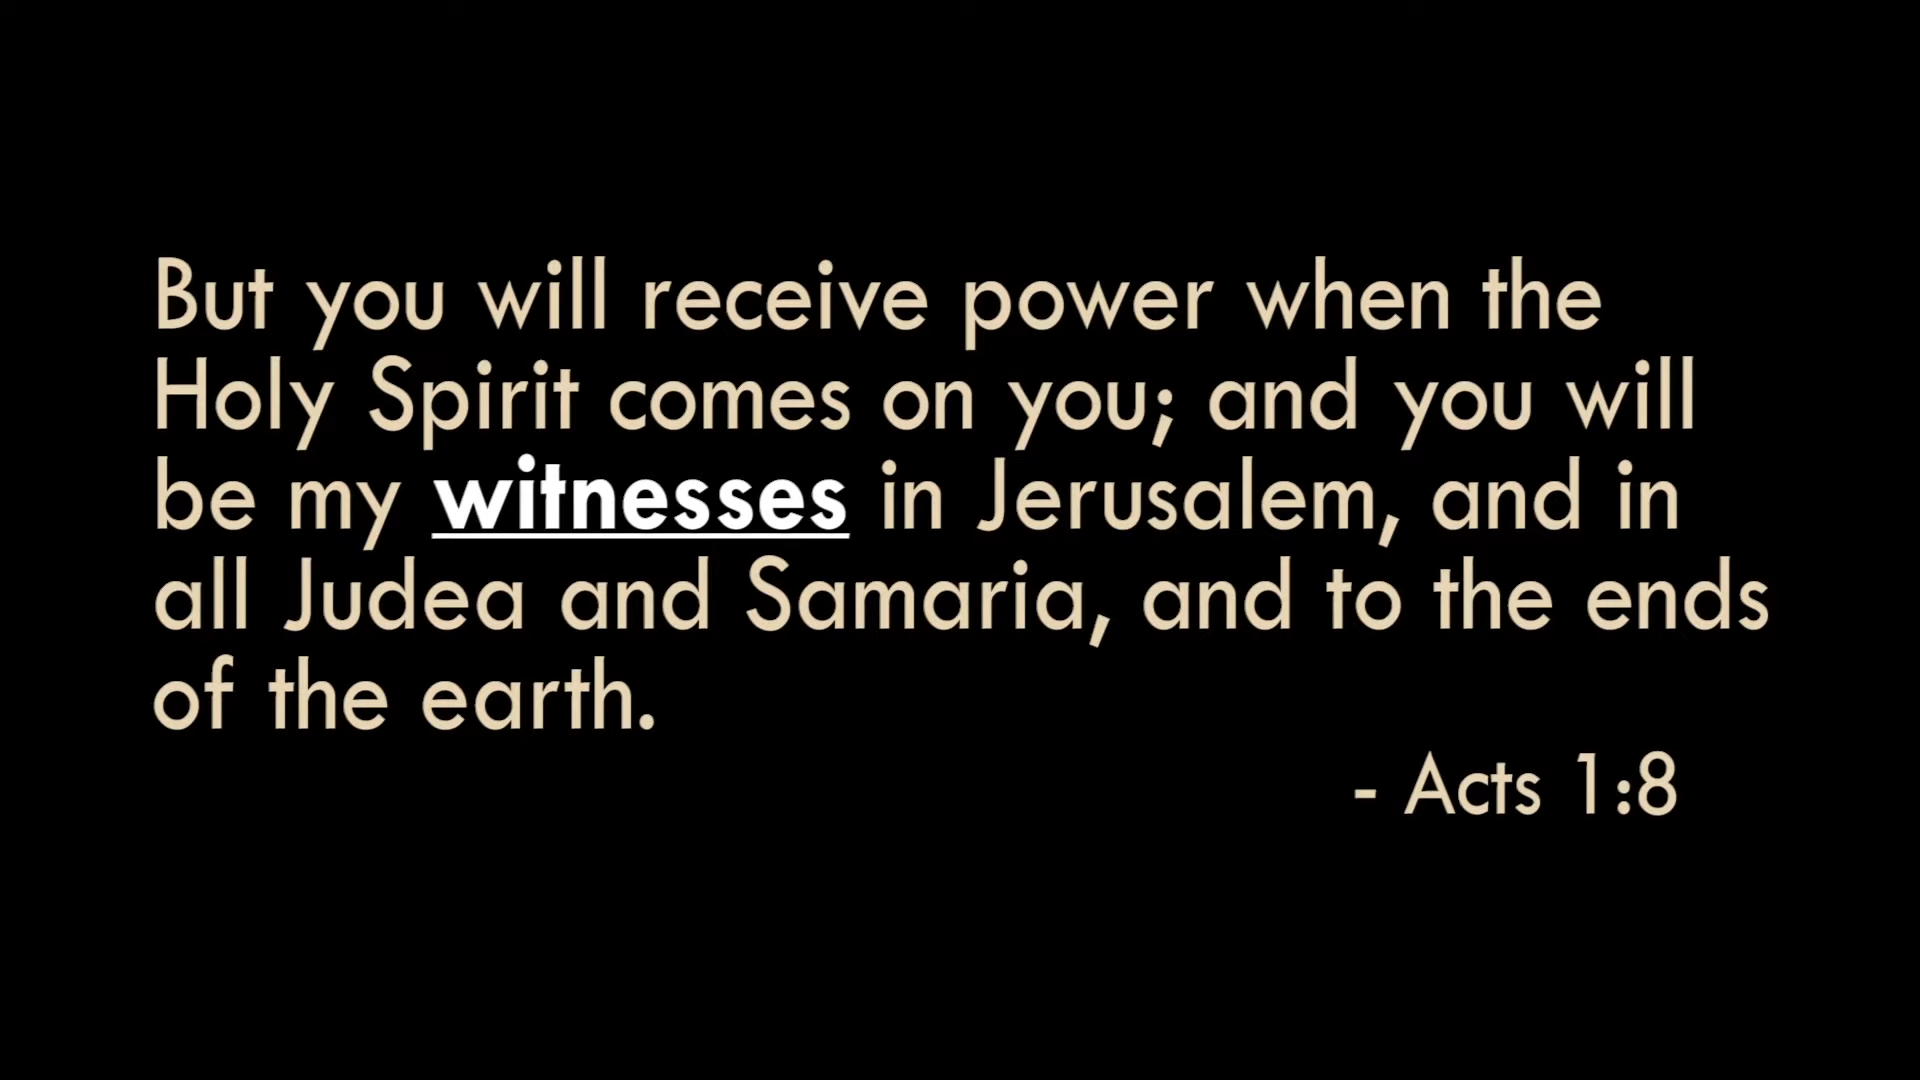 But you will receive power when the
Holy Spirit comes on you; and you will
be my witnesses in Jerusalem, and in
all Judea and Samaria, and to the ends
of the earth.
- Acts 1:8